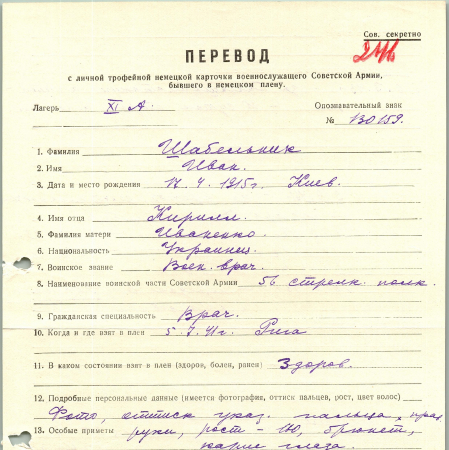 Сов. секретно
ПЕРЕВОД
с личной трофейной немецкой карточки военнослужащего Советской Армии,
бывшего в немецком плену.
Лагерь XI А. Опознавательный знак
№ 130159.
1. Фамилия Шабельник
2. Имя Иван.
3. Дата и место рождения 17. 4. 1915г. Киев.
4. Имя отца Кирилл.
5. Фамилия матери Иваненко
6. Национальность Украинец.
7. Воинское звание Воен. врач.
8. Наименование воинской части Советской Армии 56 стрелк. полк.
9. Гражданская специальность Врач.
10. Когда и где взят в плен 5. 7. 41г. Рига
11. В каком состоянии взят в плен (здоров, болен, ранен) Здоров.
12. Подробные персональные данные (имеется фотография, оттиск пальцев, рост, цвет волос)
Фото, оттиск указ. пальца, прав.
13. Особые приметы руки, рост - 170, брюнет,
карие глаза.